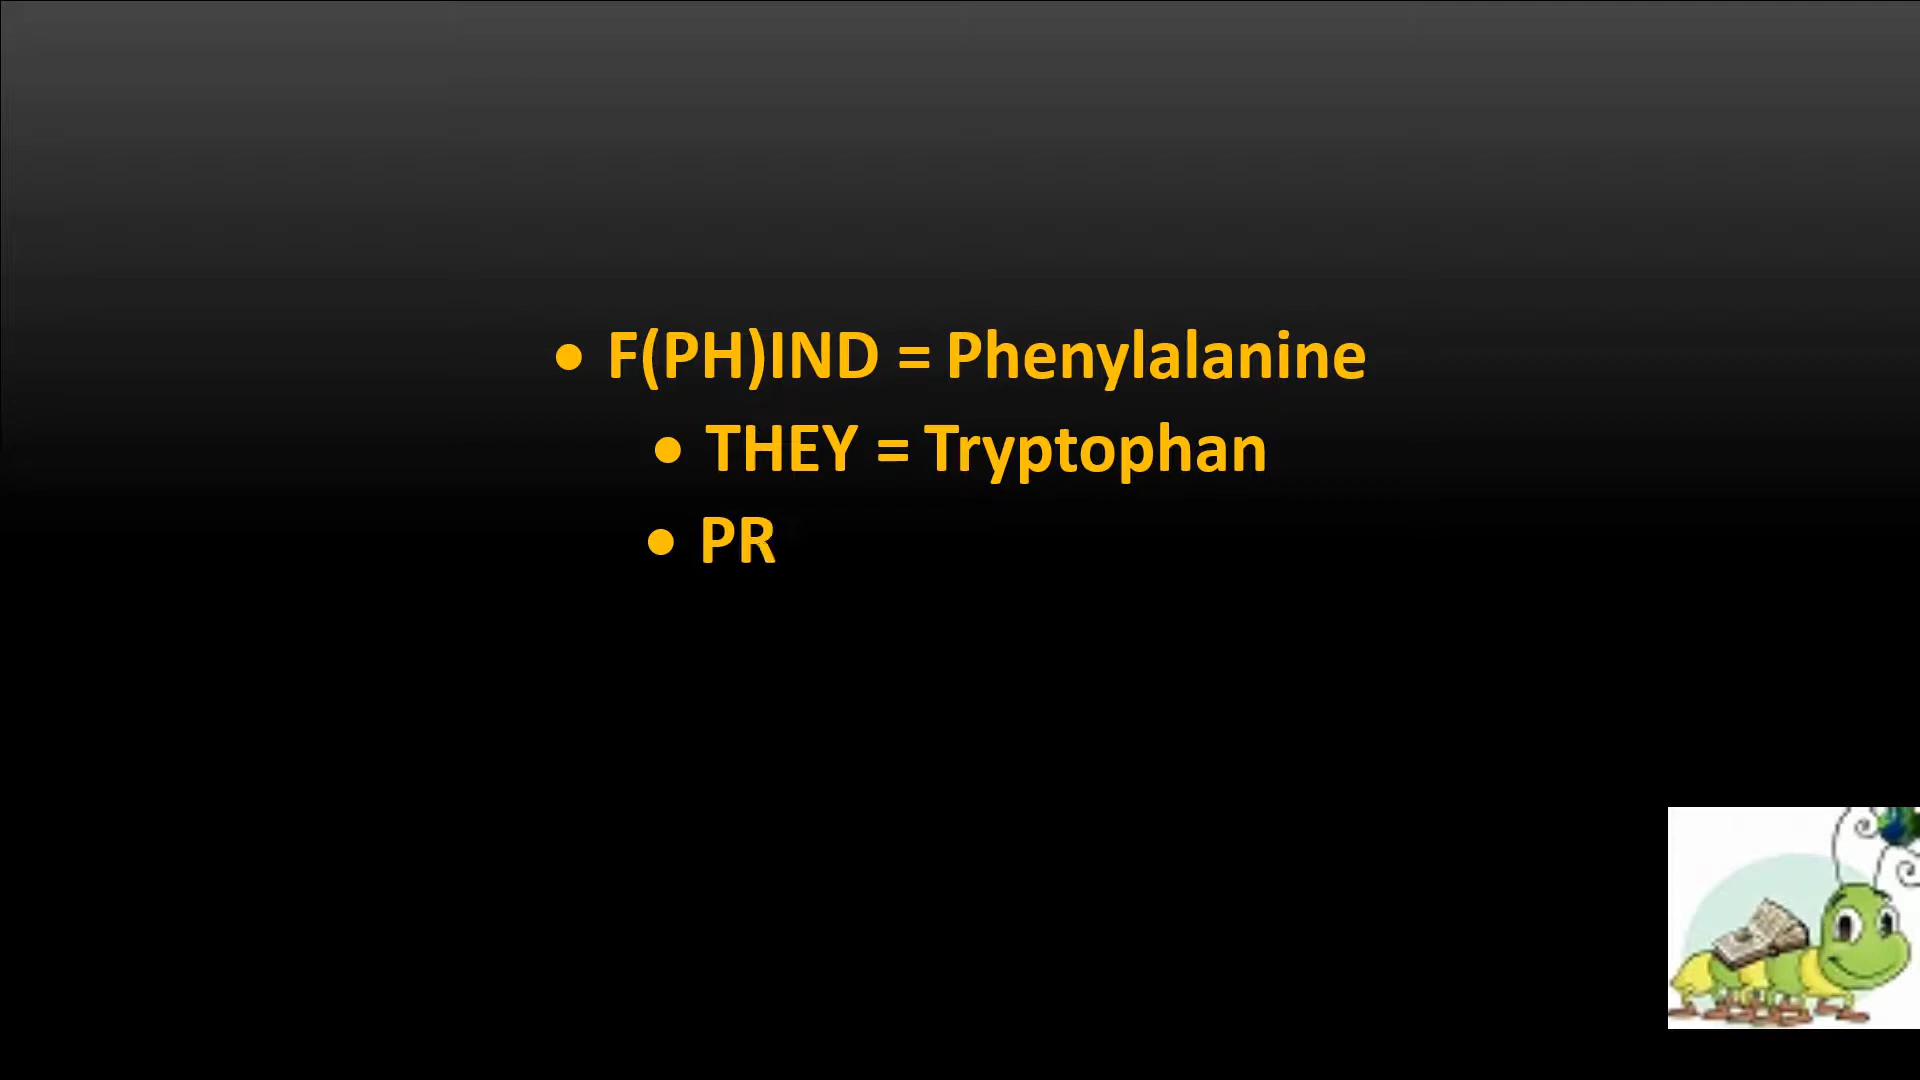 • F(PH)IND = Phenylalanine
• THEY = Tryptophan
• PR